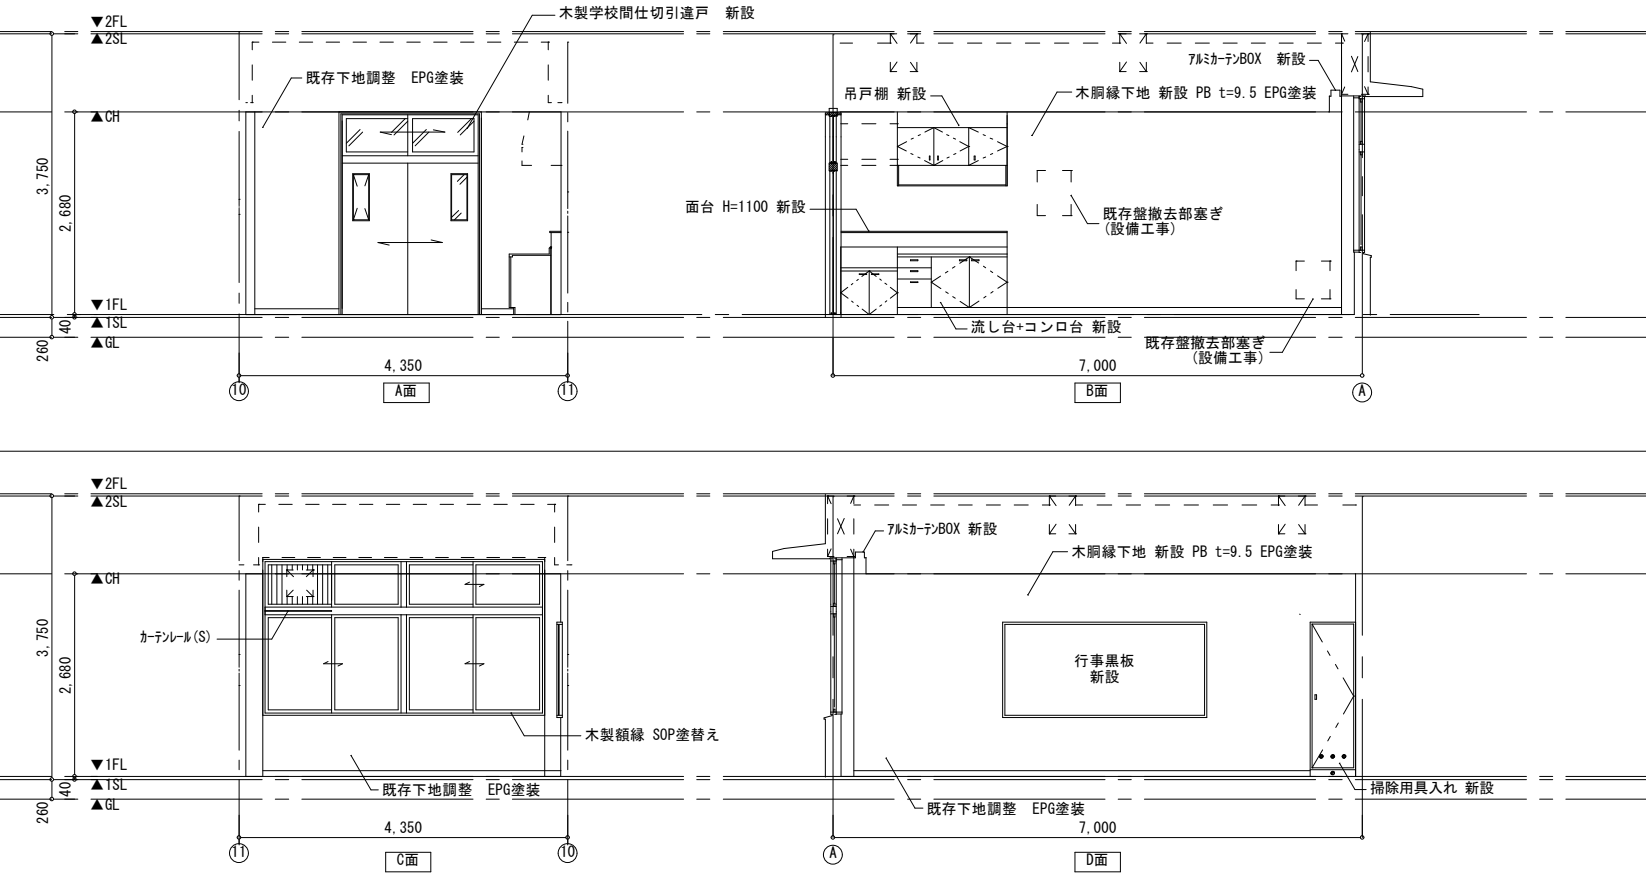 木製学校間仕切引違戸　新設
▼2FL
▲2SL
既存下地調整　EPG塗装
アルミカーテンBOX　新設
吊戸棚 新設
木胴縁下地 新設 PB t=9.5 EPG塗装
▲CH
3,750
2,680
面台 H=1100 新設
既存盤撤去部塞ぎ
(設備工事)
▼1FL
▲1SL
▲GL
40
260
流し台+コンロ台 新設
既存盤撤去部塞ぎ
(設備工事)
4,350
7,000
10
A面
11
B面
A
▼2FL
▲2SL
アルミカーテンBOX 新設
木胴縁下地 新設 PB t=9.5 EPG塗装
▲CH
カーテンレール(S)
3,750
2,680
行事黒板
新設
木製額縁 SOP塗替え
▼1FL
▲1SL
▲GL
40
260
既存下地調整　EPG塗装
掃除用具入れ 新設
既存下地調整　EPG塗装
4,350
7,000
11
C面
10
A
D面